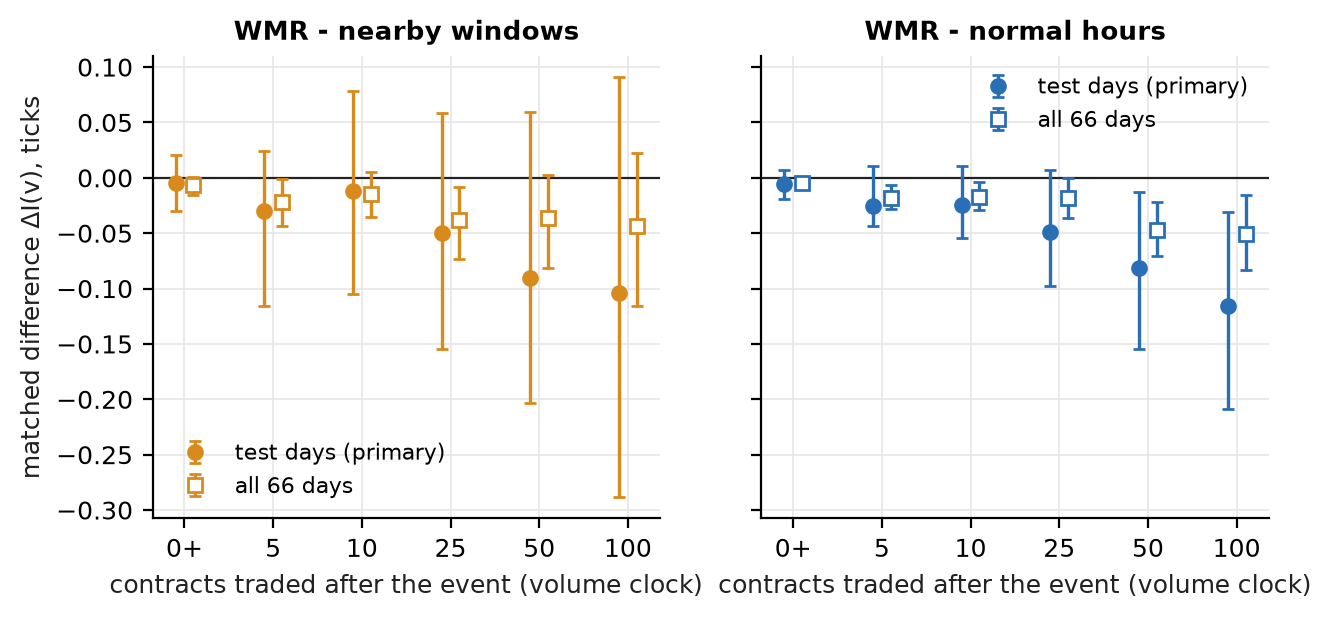 WMR - nearby windows
WMR - normal hours
matched difference ΔI(v), ticks
0.10
0.05
0.00
−0.05
−0.10
−0.15
−0.20
−0.25
−0.30
test days (primary)
all 66 days
test days (primary)
all 66 days
0+ 5 10 25 50 100
0+ 5 10 25 50 100
contracts traded after the event (volume clock)
contracts traded after the event (volume clock)